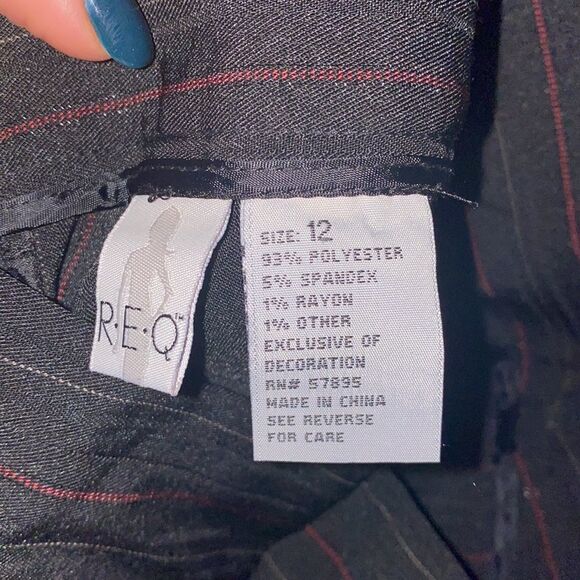 R·E·Q™
SIZE: 12
93% POLYESTER
5% SPANDEX
1% RAYON
1% OTHER
EXCLUSIVE OF
DECORATION
RN# 57895
MADE IN CHINA
SEE REVERSE
FOR CARE